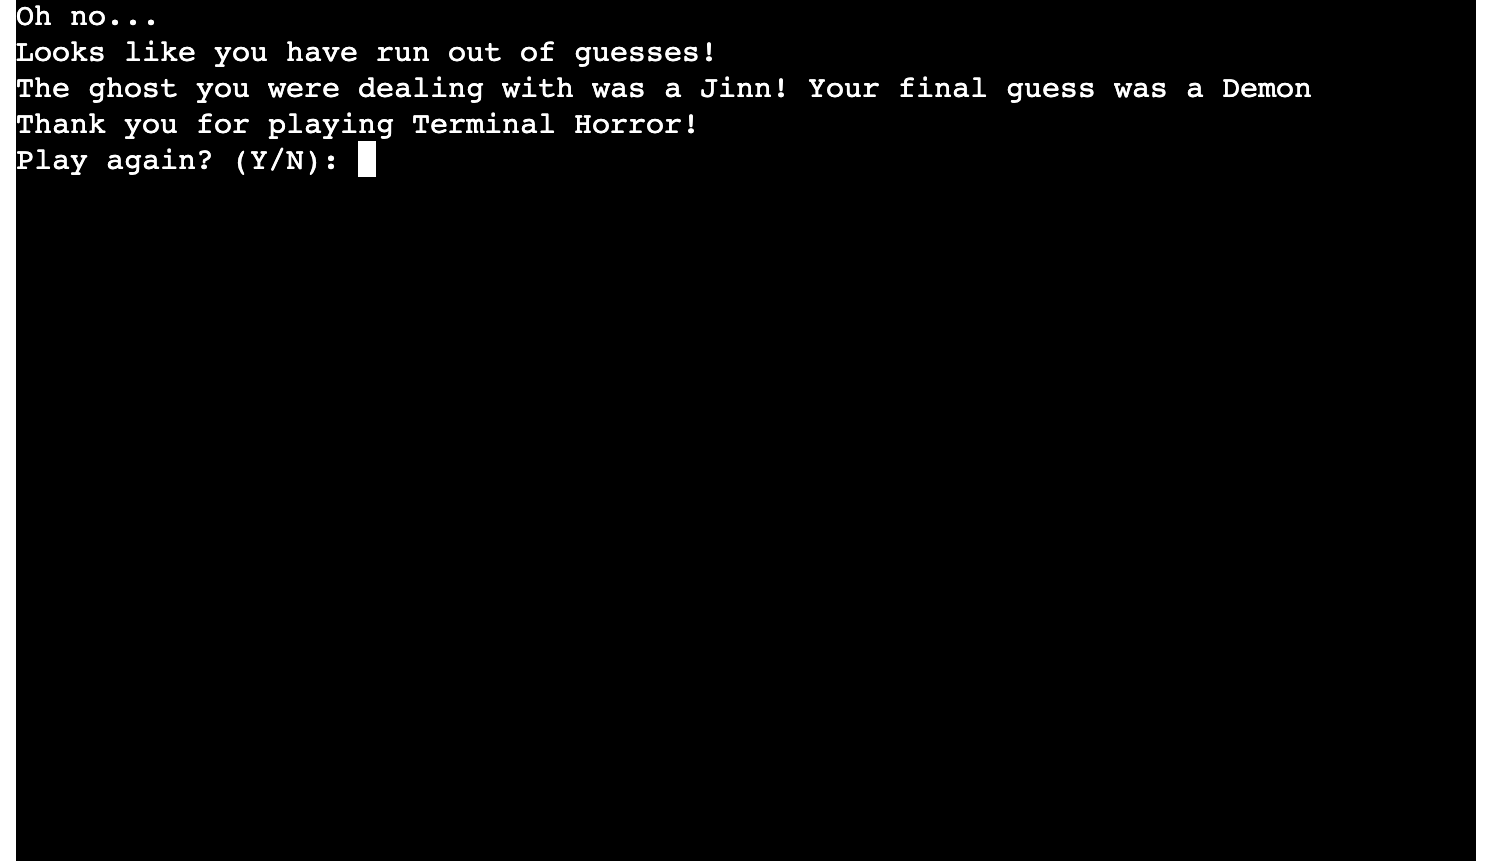 Oh no...
Looks like you have run out of guesses!
The ghost you were dealing with was a Jinn! Your final guess was a Demon
Thank you for playing Terminal Horror!
Play again? (Y/N):